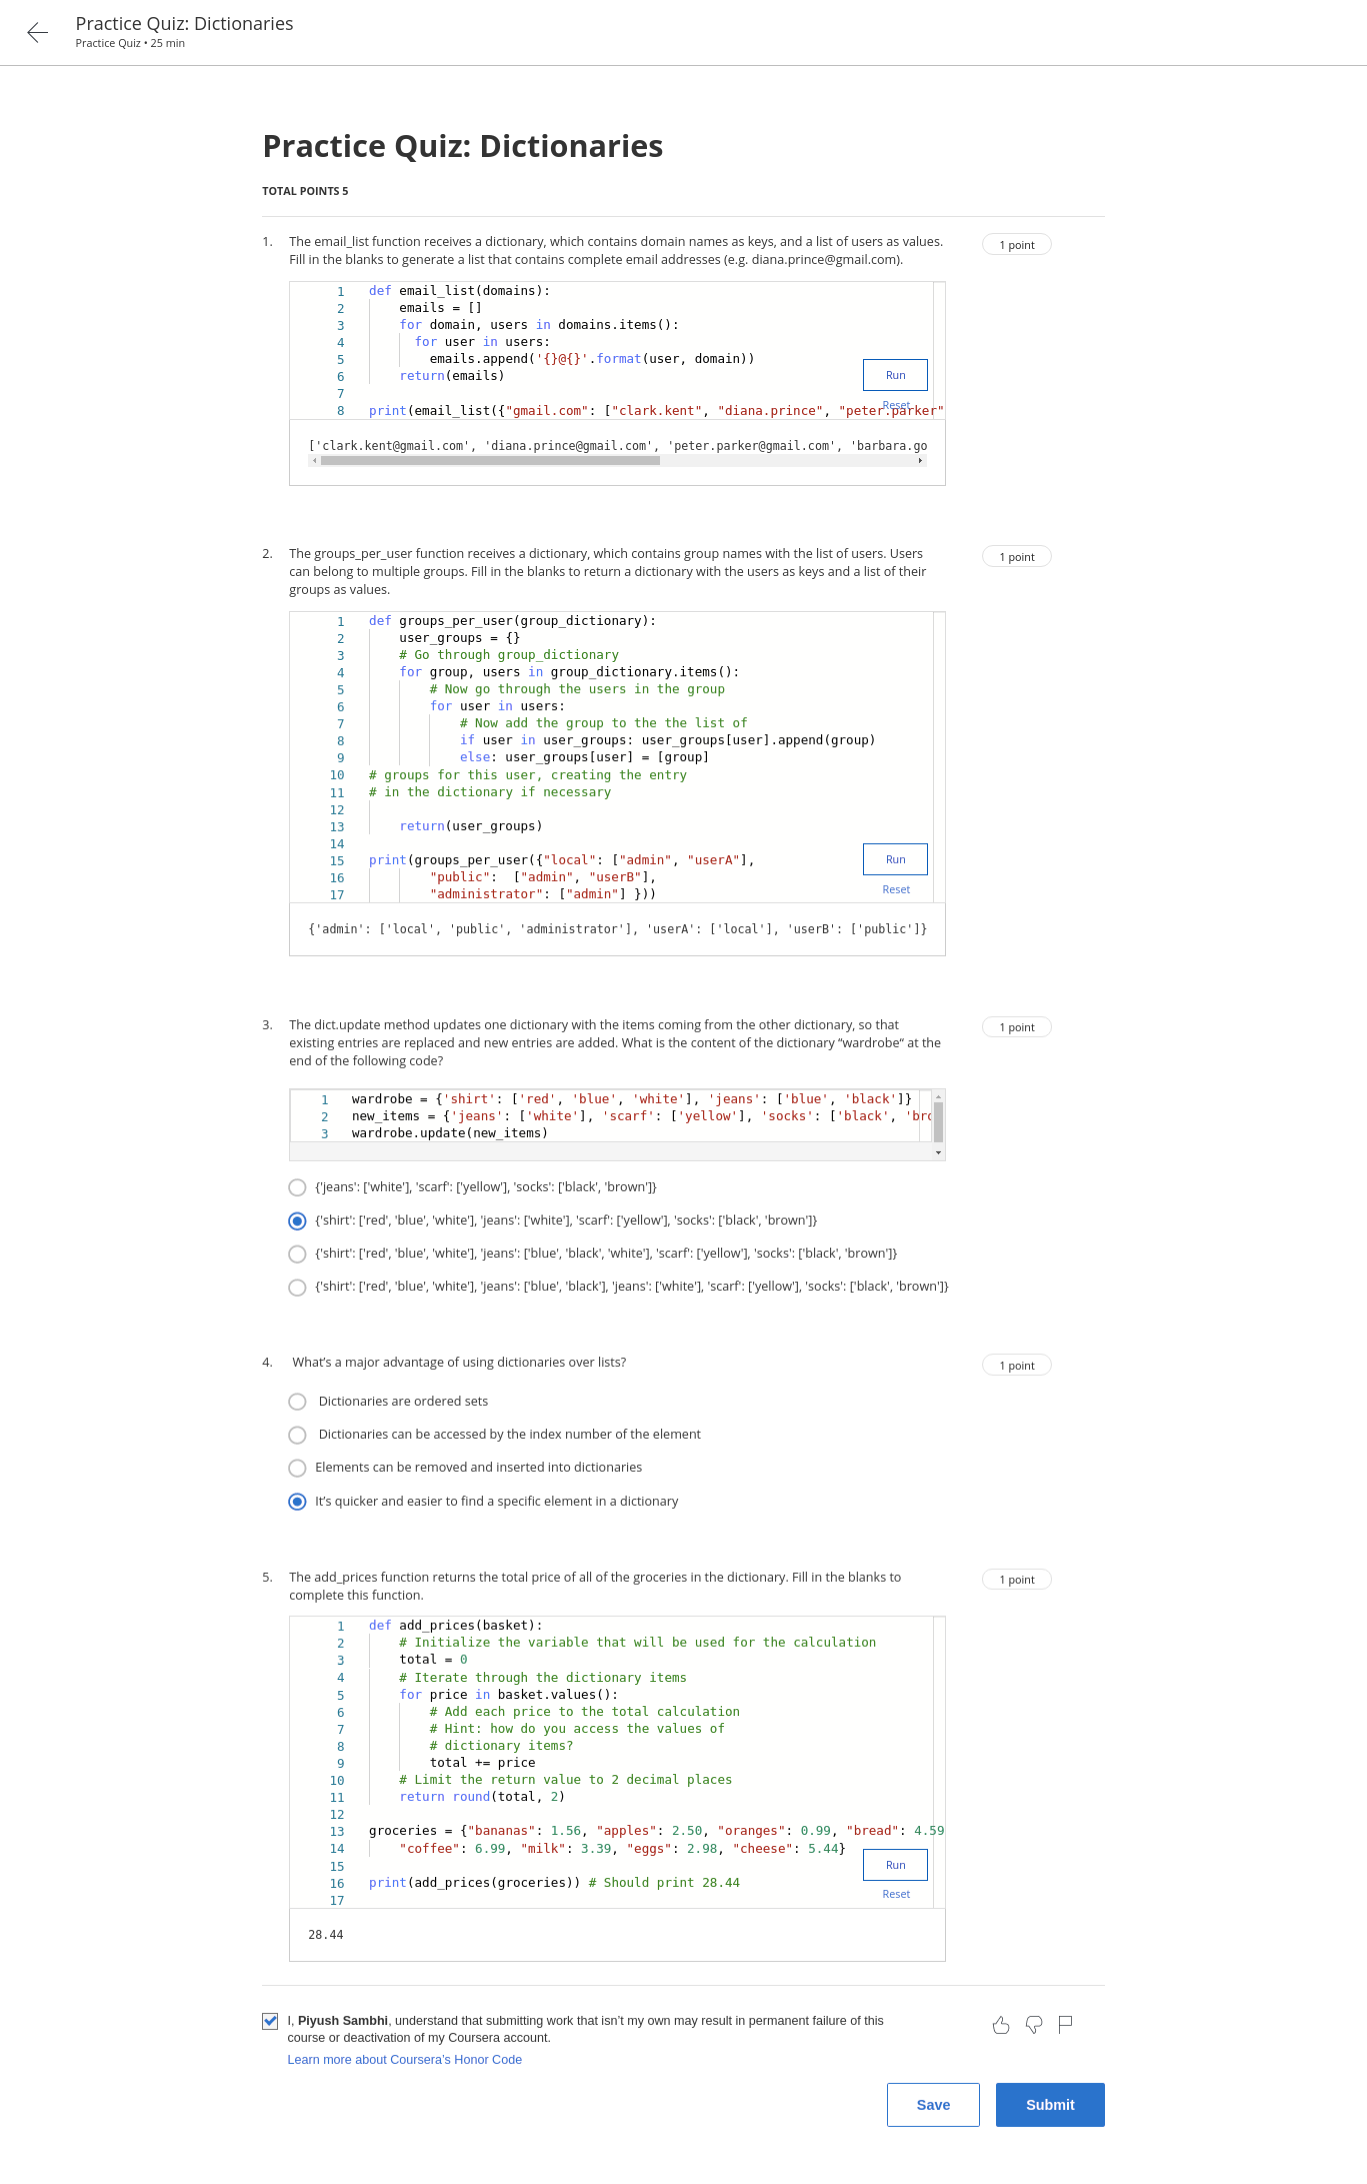 Practice Quiz: Dictionaries
Practice Quiz • 25 min
Practice Quiz: Dictionaries
TOTAL POINTS 5
1. The email_list function receives a dictionary, which contains domain names as keys, and a list of users as values.
Fill in the blanks to generate a list that contains complete email addresses (e.g. diana.prince@gmail.com).
1 point
1 def email_list(domains):
2     emails = []
3     for domain, users in domains.items():
4       for user in users:
5         emails.append('{}@{}'.format(user, domain))
6     return(emails)
7
8 print(email_list({"gmail.com": ["clark.kent", "diana.prince", "peter.parker"
Run
Reset
['clark.kent@gmail.com', 'diana.prince@gmail.com', 'peter.parker@gmail.com', 'barbara.go
2. The groups_per_user function receives a dictionary, which contains group names with the list of users. Users
can belong to multiple groups. Fill in the blanks to return a dictionary with the users as keys and a list of their
groups as values.
1 point
1 def groups_per_user(group_dictionary):
2     user_groups = {}
3     # Go through group_dictionary
4     for group, users in group_dictionary.items():
5         # Now go through the users in the group
6         for user in users:
7             # Now add the group to the the list of
8             if user in user_groups: user_groups[user].append(group)
9             else: user_groups[user] = [group]
10 # groups for this user, creating the entry
11 # in the dictionary if necessary
12
13     return(user_groups)
14
15 print(groups_per_user({"local": ["admin", "userA"],
16         "public":  ["admin", "userB"],
17         "administrator": ["admin"] }))
Run
Reset
{'admin': ['local', 'public', 'administrator'], 'userA': ['local'], 'userB': ['public']}
3. The dict.update method updates one dictionary with the items coming from the other dictionary, so that
existing entries are replaced and new entries are added. What is the content of the dictionary “wardrobe“ at the
end of the following code?
1 point
1 wardrobe = {'shirt': ['red', 'blue', 'white'], 'jeans': ['blue', 'black']}
2 new_items = {'jeans': ['white'], 'scarf': ['yellow'], 'socks': ['black', 'bro
3 wardrobe.update(new_items)
{'jeans': ['white'], 'scarf': ['yellow'], 'socks': ['black', 'brown']}
{'shirt': ['red', 'blue', 'white'], 'jeans': ['white'], 'scarf': ['yellow'], 'socks': ['black', 'brown']}
{'shirt': ['red', 'blue', 'white'], 'jeans': ['blue', 'black', 'white'], 'scarf': ['yellow'], 'socks': ['black', 'brown']}
{'shirt': ['red', 'blue', 'white'], 'jeans': ['blue', 'black'], 'jeans': ['white'], 'scarf': ['yellow'], 'socks': ['black', 'brown']}
4. What’s a major advantage of using dictionaries over lists?
1 point
Dictionaries are ordered sets
Dictionaries can be accessed by the index number of the element
Elements can be removed and inserted into dictionaries
It’s quicker and easier to find a specific element in a dictionary
5. The add_prices function returns the total price of all of the groceries in the dictionary. Fill in the blanks to
complete this function.
1 point
1 def add_prices(basket):
2     # Initialize the variable that will be used for the calculation
3     total = 0
4     # Iterate through the dictionary items
5     for price in basket.values():
6         # Add each price to the total calculation
7         # Hint: how do you access the values of
8         # dictionary items?
9         total += price
10     # Limit the return value to 2 decimal places
11     return round(total, 2)
12
13 groceries = {"bananas": 1.56, "apples": 2.50, "oranges": 0.99, "bread": 4.59
14     "coffee": 6.99, "milk": 3.39, "eggs": 2.98, "cheese": 5.44}
15
16 print(add_prices(groceries)) # Should print 28.44
17
Run
Reset
28.44
I, Piyush Sambhi, understand that submitting work that isn’t my own may result in permanent failure of this
course or deactivation of my Coursera account.
Learn more about Coursera’s Honor Code
Save
Submit